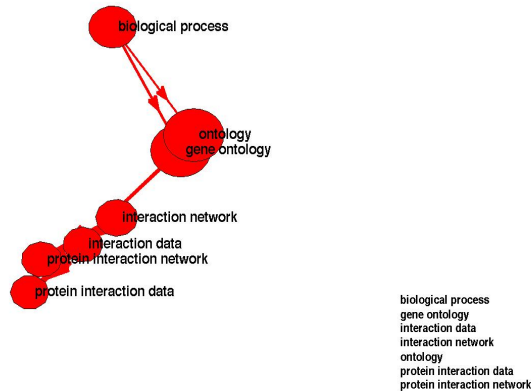 biological process
ontology
gene ontology
interaction network
interaction data
protein interaction network
protein interaction data
biological process
gene ontology
interaction data
interaction network
ontology
protein interaction data
protein interaction network